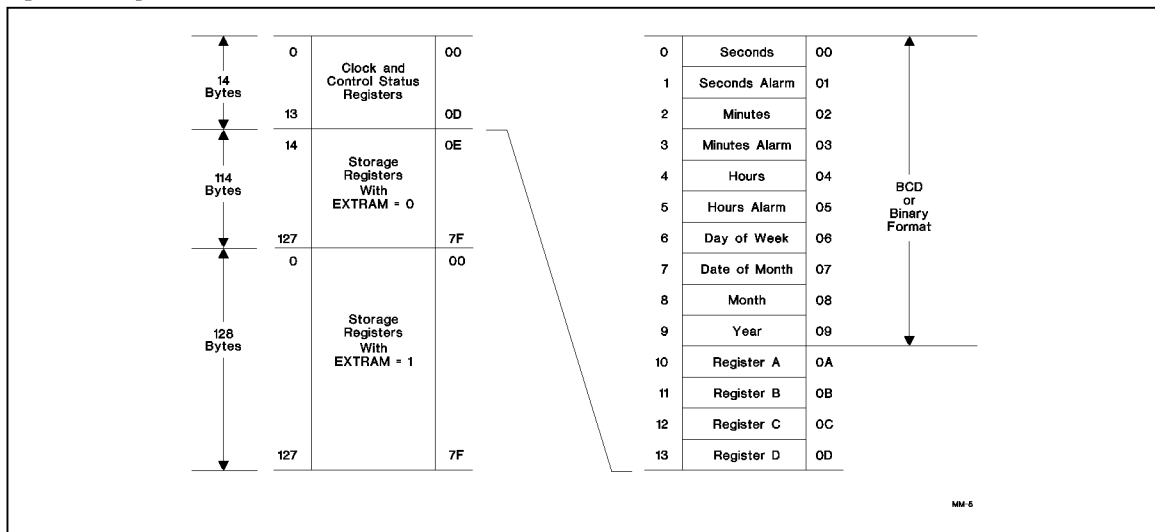 14
Bytes
114
Bytes
128
Bytes
0
Clock and
Control Status
Registers
00
13
0D
14
0E
Storage
Registers
With
EXTRAM = 0
127
7F
0
00
Storage
Registers
With
EXTRAM = 1
127
7F
0 Seconds 00
1 Seconds Alarm 01
2 Minutes 02
3 Minutes Alarm 03
4 Hours 04
5 Hours Alarm 05
6 Day of Week 06
7 Date of Month 07
8 Month 08
9 Year 09
10 Register A 0A
11 Register B 0B
12 Register C 0C
13 Register D 0D
BCD
or
Binary
Format